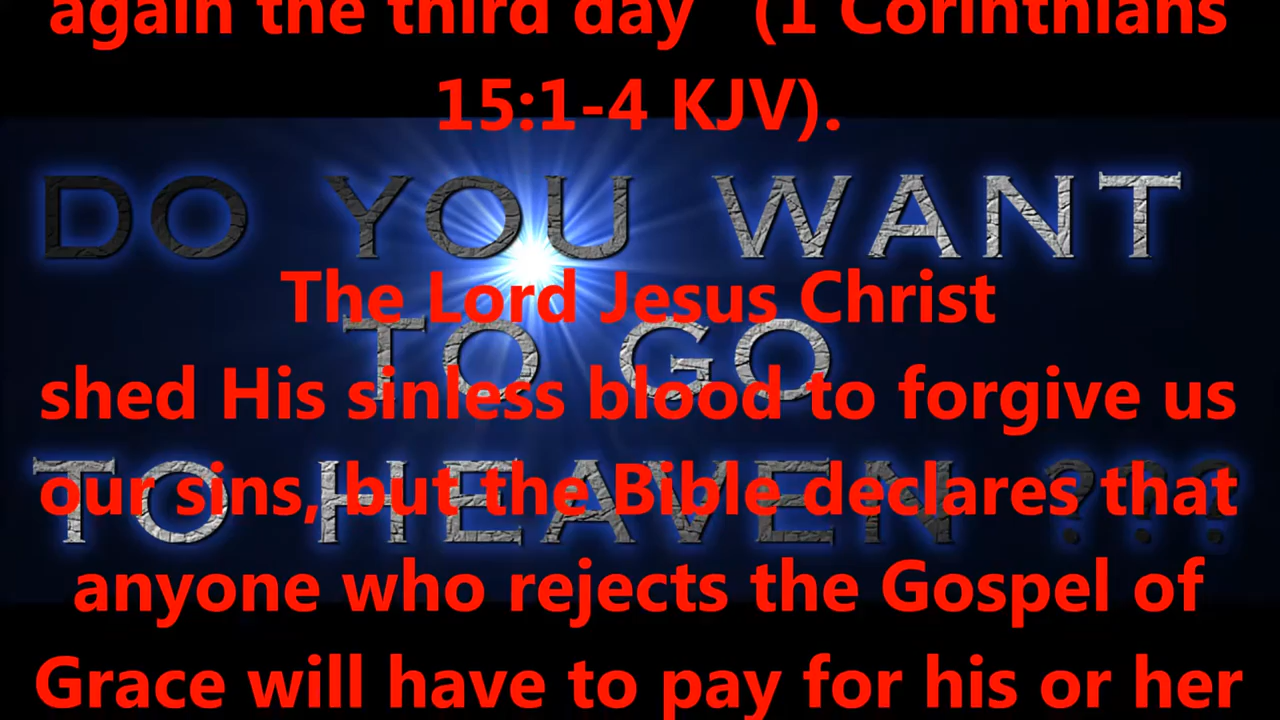 again the third day" (1 Corinthians
15:1-4 KJV).
DO YOU WANT
The Lord Jesus Christ
TO GO
shed His sinless blood to forgive us
TO HEAVEN ???
our sins, but the Bible declares that
anyone who rejects the Gospel of
Grace will have to pay for his or her